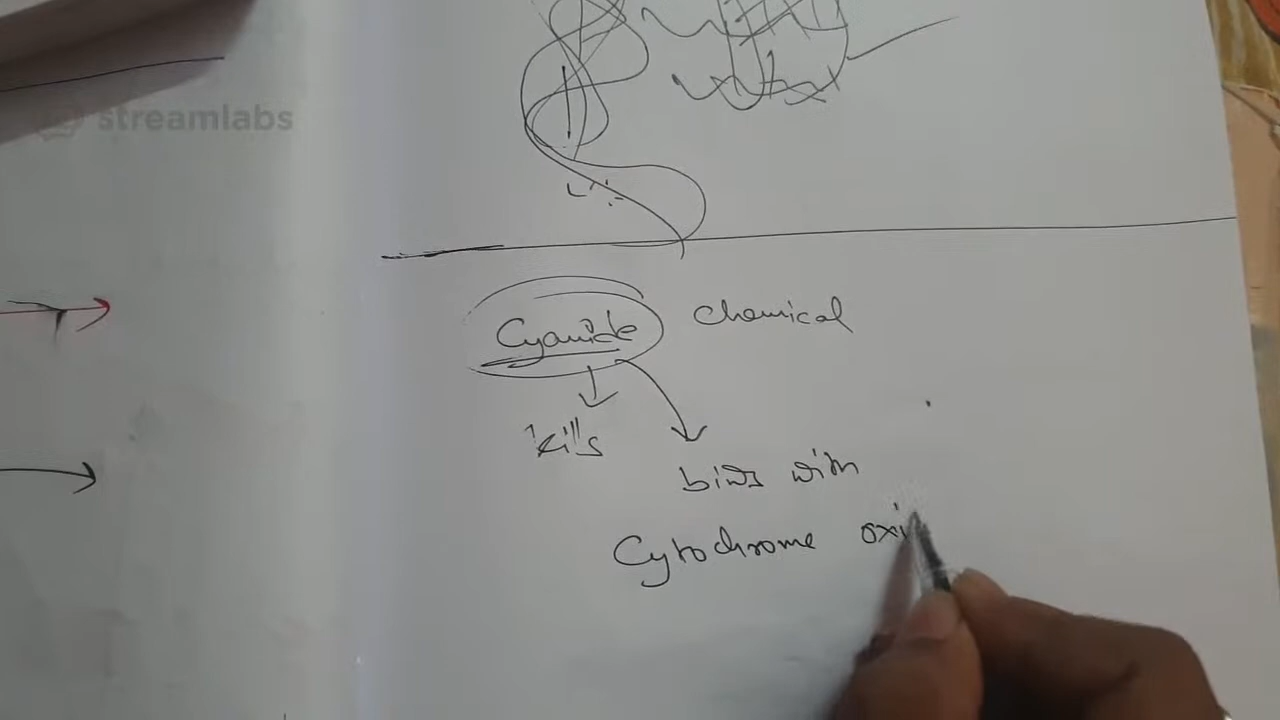 streamlabs
Cyanide chemical
kills
binds with
Cytochrome oxi